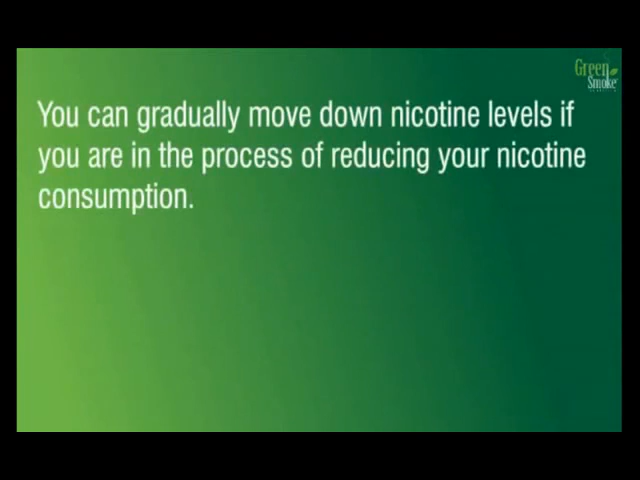 Green
Smoke
You can gradually move down nicotine levels if
you are in the process of reducing your nicotine
consumption.